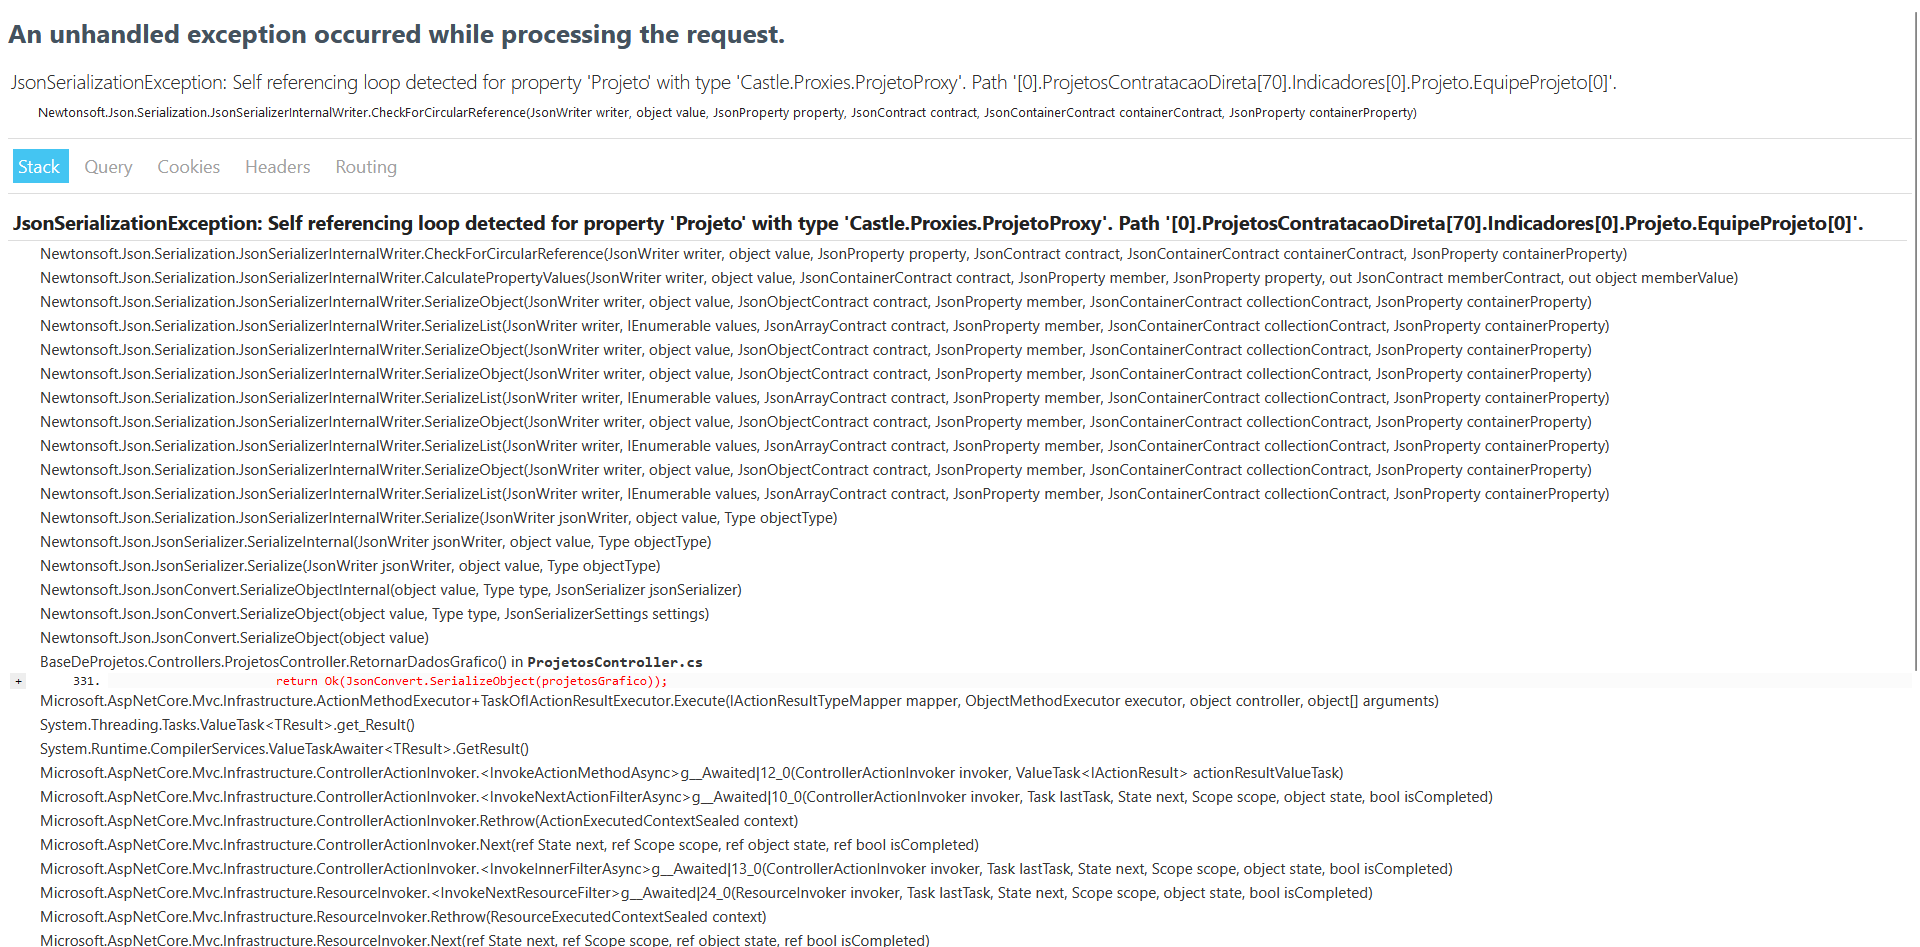 An unhandled exception occurred while processing the request.
JsonSerializationException: Self referencing loop detected for property 'Projeto' with type 'Castle.Proxies.ProjetoProxy'. Path '[0].ProjetosContratacaoDireta[70].Indicadores[0].Projeto.EquipeProjeto[0]'.
Newtonsoft.Json.Serialization.JsonSerializerInternalWriter.CheckForCircularReference(JsonWriter writer, object value, JsonProperty property, JsonContract contract, JsonContainerContract containerContract, JsonProperty containerProperty)
Stack Query Cookies Headers Routing
JsonSerializationException: Self referencing loop detected for property 'Projeto' with type 'Castle.Proxies.ProjetoProxy'. Path '[0].ProjetosContratacaoDireta[70].Indicadores[0].Projeto.EquipeProjeto[0]'.
Newtonsoft.Json.Serialization.JsonSerializerInternalWriter.CheckForCircularReference(JsonWriter writer, object value, JsonProperty property, JsonContract contract, JsonContainerContract containerContract, JsonProperty containerProperty)
Newtonsoft.Json.Serialization.JsonSerializerInternalWriter.CalculatePropertyValues(JsonWriter writer, object value, JsonContainerContract contract, JsonProperty member, JsonProperty property, out JsonContract memberContract, out object memberValue)
Newtonsoft.Json.Serialization.JsonSerializerInternalWriter.SerializeObject(JsonWriter writer, object value, JsonObjectContract contract, JsonProperty member, JsonContainerContract collectionContract, JsonProperty containerProperty)
Newtonsoft.Json.Serialization.JsonSerializerInternalWriter.SerializeList(JsonWriter writer, IEnumerable values, JsonArrayContract contract, JsonProperty member, JsonContainerContract collectionContract, JsonProperty containerProperty)
Newtonsoft.Json.Serialization.JsonSerializerInternalWriter.SerializeObject(JsonWriter writer, object value, JsonObjectContract contract, JsonProperty member, JsonContainerContract collectionContract, JsonProperty containerProperty)
Newtonsoft.Json.Serialization.JsonSerializerInternalWriter.SerializeObject(JsonWriter writer, object value, JsonObjectContract contract, JsonProperty member, JsonContainerContract collectionContract, JsonProperty containerProperty)
Newtonsoft.Json.Serialization.JsonSerializerInternalWriter.SerializeList(JsonWriter writer, IEnumerable values, JsonArrayContract contract, JsonProperty member, JsonContainerContract collectionContract, JsonProperty containerProperty)
Newtonsoft.Json.Serialization.JsonSerializerInternalWriter.SerializeObject(JsonWriter writer, object value, JsonObjectContract contract, JsonProperty member, JsonContainerContract collectionContract, JsonProperty containerProperty)
Newtonsoft.Json.Serialization.JsonSerializerInternalWriter.SerializeList(JsonWriter writer, IEnumerable values, JsonArrayContract contract, JsonProperty member, JsonContainerContract collectionContract, JsonProperty containerProperty)
Newtonsoft.Json.Serialization.JsonSerializerInternalWriter.SerializeObject(JsonWriter writer, object value, JsonObjectContract contract, JsonProperty member, JsonContainerContract collectionContract, JsonProperty containerProperty)
Newtonsoft.Json.Serialization.JsonSerializerInternalWriter.SerializeList(JsonWriter writer, IEnumerable values, JsonArrayContract contract, JsonProperty member, JsonContainerContract collectionContract, JsonProperty containerProperty)
Newtonsoft.Json.Serialization.JsonSerializerInternalWriter.Serialize(JsonWriter jsonWriter, object value, Type objectType)
Newtonsoft.Json.JsonSerializer.SerializeInternal(JsonWriter jsonWriter, object value, Type objectType)
Newtonsoft.Json.JsonSerializer.Serialize(JsonWriter jsonWriter, object value, Type objectType)
Newtonsoft.Json.JsonConvert.SerializeObjectInternal(object value, Type type, JsonSerializer jsonSerializer)
Newtonsoft.Json.JsonConvert.SerializeObject(object value, Type type, JsonSerializerSettings settings)
Newtonsoft.Json.JsonConvert.SerializeObject(object value)
BaseDeProjetos.Controllers.ProjetosController.RetornarDadosGrafico() in ProjetosController.cs
+ 331. return Ok(JsonConvert.SerializeObject(projetosGrafico));
Microsoft.AspNetCore.Mvc.Infrastructure.ActionMethodExecutor+TaskOfIActionResultExecutor.Execute(IActionResultTypeMapper mapper, ObjectMethodExecutor executor, object controller, object[] arguments)
System.Threading.Tasks.ValueTask<TResult>.get_Result()
System.Runtime.CompilerServices.ValueTaskAwaiter<TResult>.GetResult()
Microsoft.AspNetCore.Mvc.Infrastructure.ControllerActionInvoker.<InvokeActionMethodAsync>g__Awaited|12_0(ControllerActionInvoker invoker, ValueTask<IActionResult> actionResultValueTask)
Microsoft.AspNetCore.Mvc.Infrastructure.ControllerActionInvoker.<InvokeNextActionFilterAsync>g__Awaited|10_0(ControllerActionInvoker invoker, Task lastTask, State next, Scope scope, object state, bool isCompleted)
Microsoft.AspNetCore.Mvc.Infrastructure.ControllerActionInvoker.Rethrow(ActionExecutedContextSealed context)
Microsoft.AspNetCore.Mvc.Infrastructure.ControllerActionInvoker.Next(ref State next, ref Scope scope, ref object state, ref bool isCompleted)
Microsoft.AspNetCore.Mvc.Infrastructure.ControllerActionInvoker.<InvokeInnerFilterAsync>g__Awaited|13_0(ControllerActionInvoker invoker, Task lastTask, State next, Scope scope, object state, bool isCompleted)
Microsoft.AspNetCore.Mvc.Infrastructure.ResourceInvoker.<InvokeNextResourceFilter>g__Awaited|24_0(ResourceInvoker invoker, Task lastTask, State next, Scope scope, object state, bool isCompleted)
Microsoft.AspNetCore.Mvc.Infrastructure.ResourceInvoker.Rethrow(ResourceExecutedContextSealed context)
Microsoft.AspNetCore.Mvc.Infrastructure.ResourceInvoker.Next(ref State next, ref Scope scope, ref object state, ref bool isCompleted)